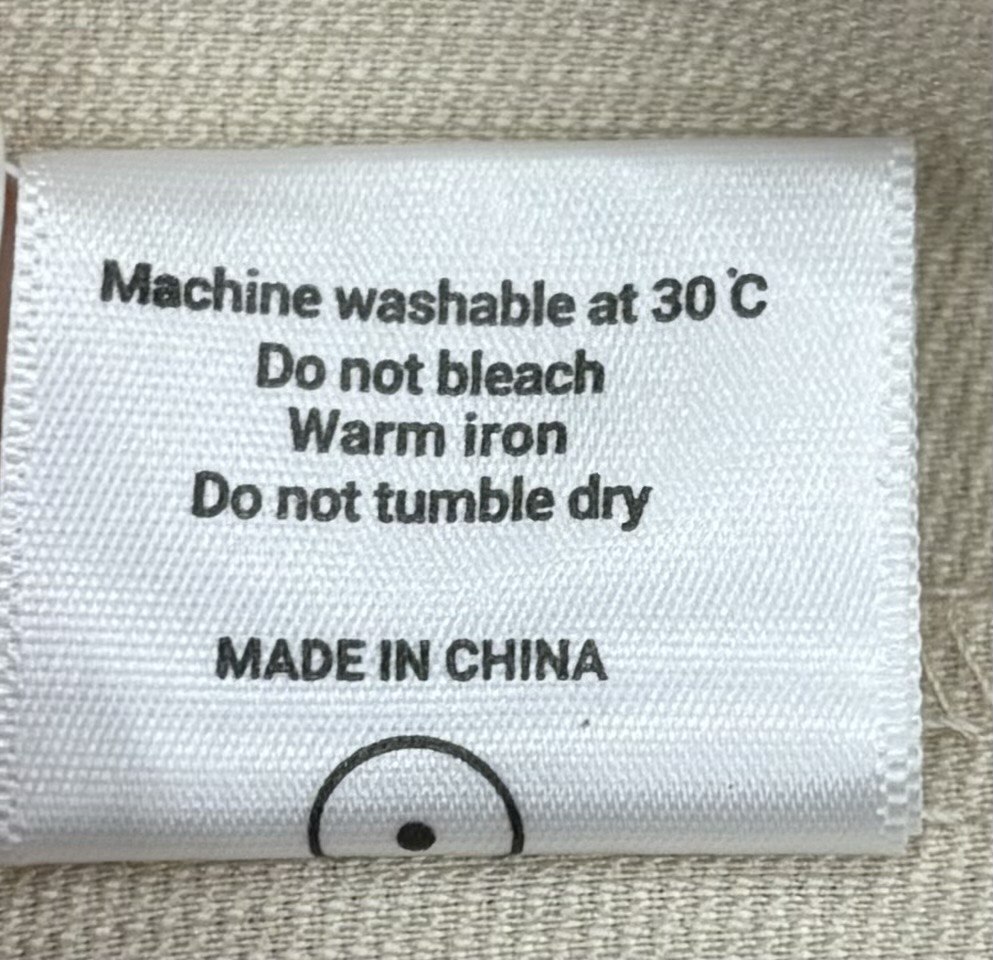 Machine washable at 30°C
Do not bleach
Warm iron
Do not tumble dry
MADE IN CHINA